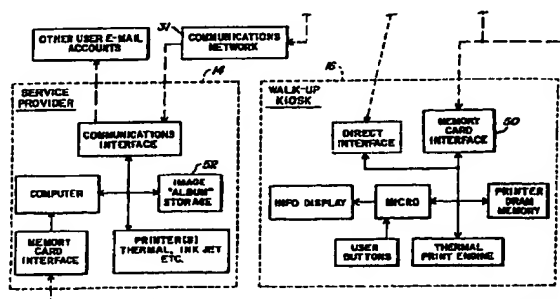 OTHER USER E-MAIL
ACCOUNTS
31
COMMUNICATIONS
NETWORK
14
SERVICE
PROVIDER
COMMUNICATIONS
INTERFACE
52
COMPUTER
IMAGE
"ALBUM"
STORAGE
MEMORY
CARD
INTERFACE
PRINTER(S)
THERMAL, INK JET
ETC.
16
WALK-UP
KIOSK
DIRECT
INTERFACE
MEMORY
CARD
INTERFACE
50
INFO DISPLAY
MICRO
PRINTER
DRAM
MEMORY
USER
BUTTONS
THERMAL
PRINT ENGINE